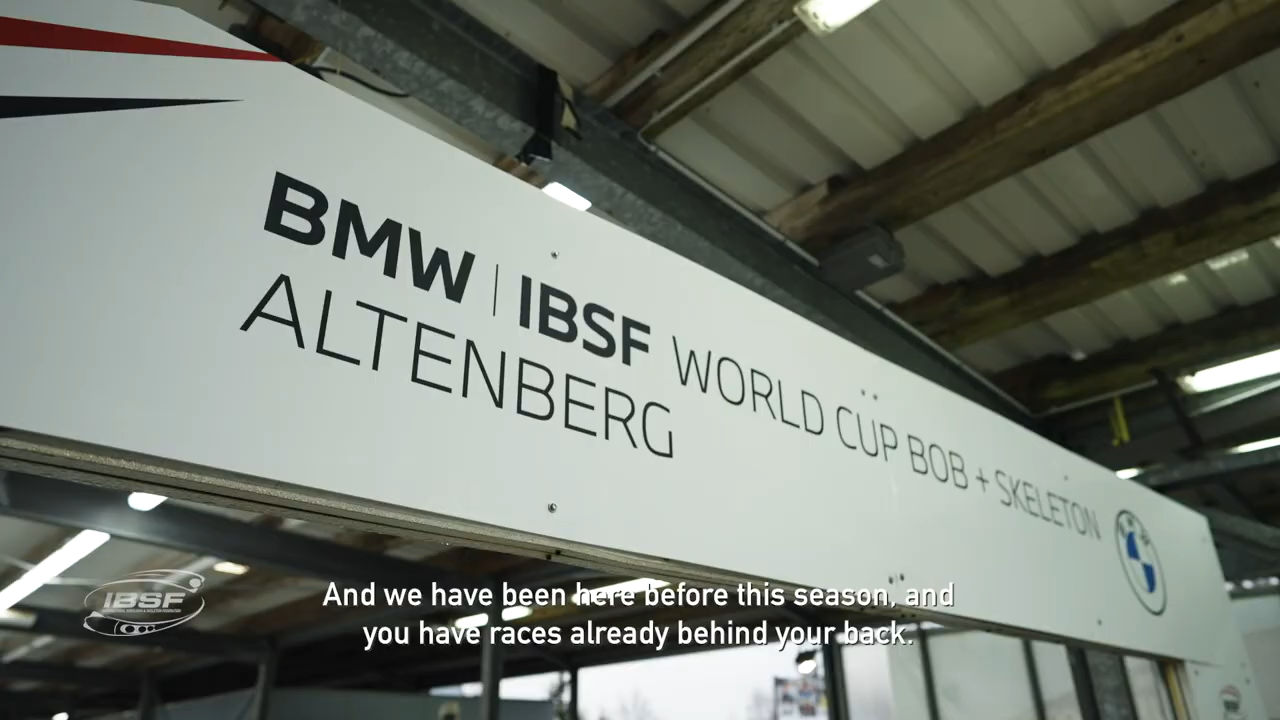 BMW | IBSF WORLD CUP BOB + SKELETON
ALTENBERG
BMW
IBSF
And we have been here before this season, and
you have races already behind your back.